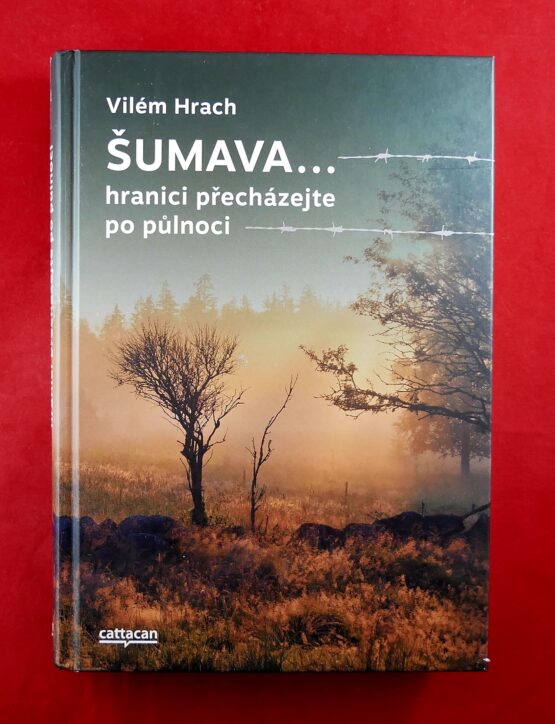 Vilém Hrach
ŠUMAVA...
hranici přecházejte
po půlnoci
cattacan